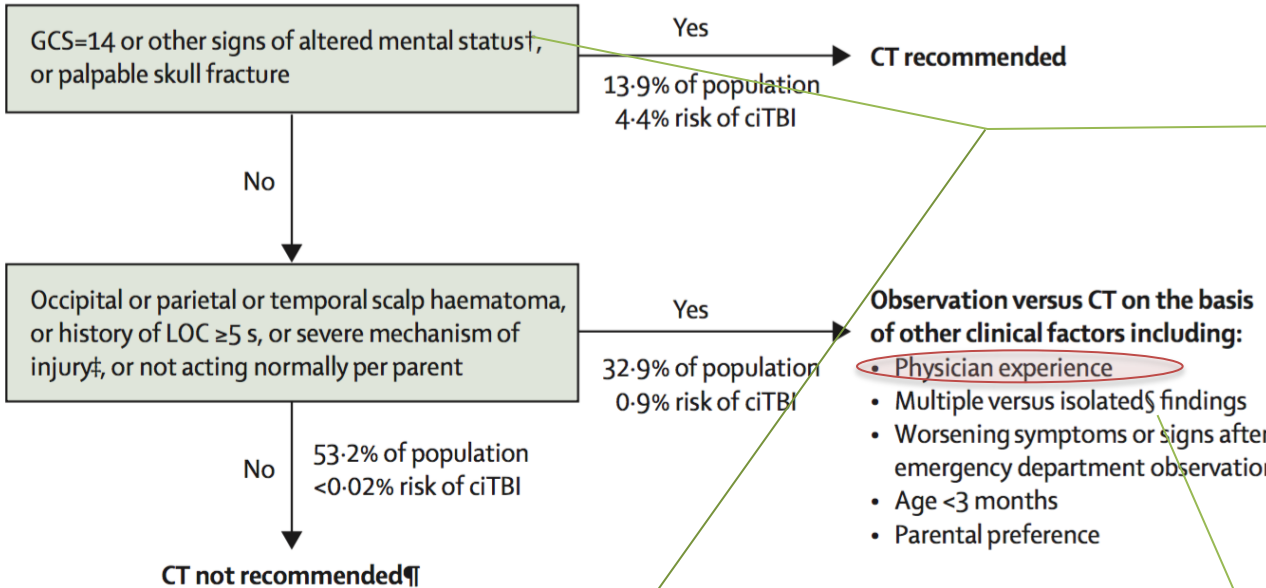 GCS=14 or other signs of altered mental status†,
or palpable skull fracture
Yes
13·9% of population
4·4% risk of ciTBI
CT recommended
No
Occipital or parietal or temporal scalp haematoma,
or history of LOC ≥5 s, or severe mechanism of
injury‡, or not acting normally per parent
Yes
32·9% of population
0·9% risk of ciTBI
Observation versus CT on the basis
of other clinical factors including:
• Physician experience
• Multiple versus isolated§ findings
• Worsening symptoms or signs after
emergency department observation
• Age <3 months
• Parental preference
No
53·2% of population
<0·02% risk of ciTBI
CT not recommended¶